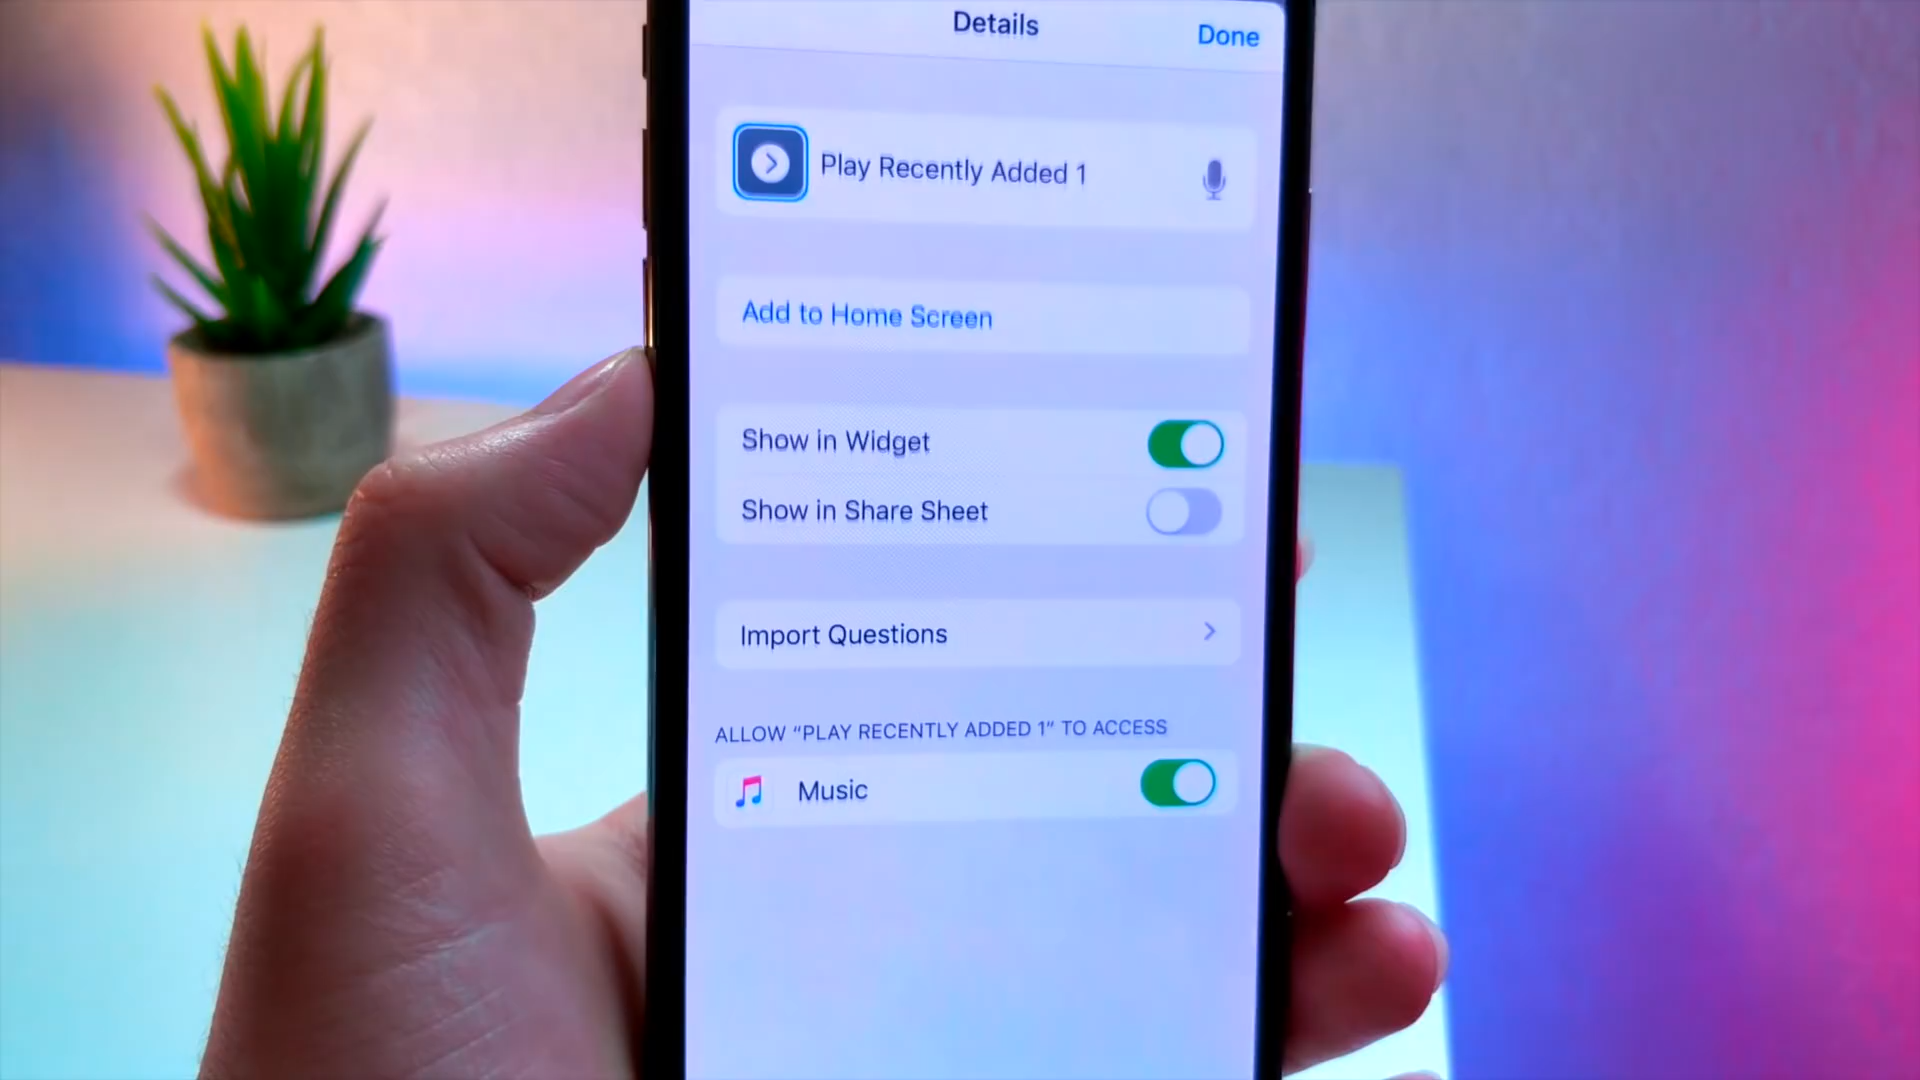 Details
Done
Play Recently Added 1
Add to Home Screen
Show in Widget
Show in Share Sheet
Import Questions
ALLOW “PLAY RECENTLY ADDED 1” TO ACCESS
Music